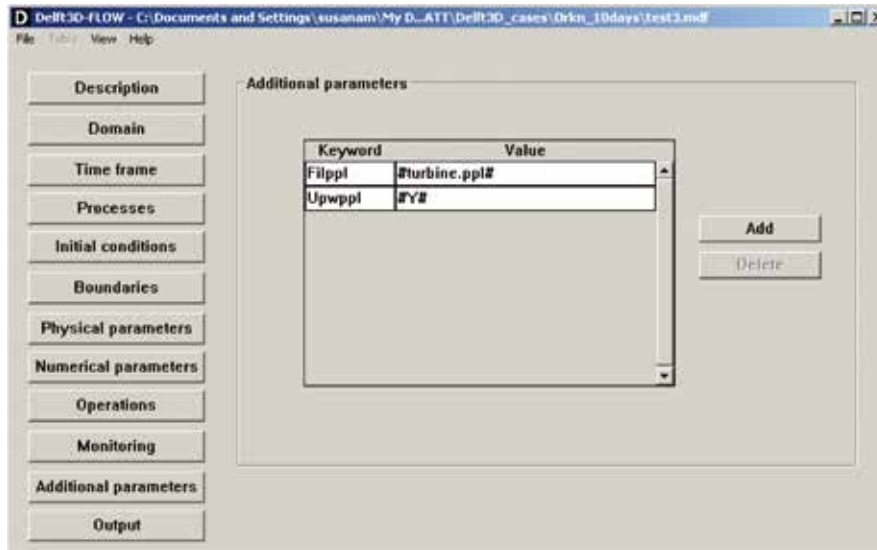 Delft3D-FLOW - C:\Documents and Settings\susanam\My D...ATT\Delft3D_cases\Orkn_10days\test3.mdf
File Table View Help
Description
Domain
Time frame
Processes
Initial conditions
Boundaries
Physical parameters
Numerical parameters
Operations
Monitoring
Additional parameters
Output
Additional parameters
Keyword Value
Filppl #turbine.ppl#
Upwppl #Y#
Add
Delete